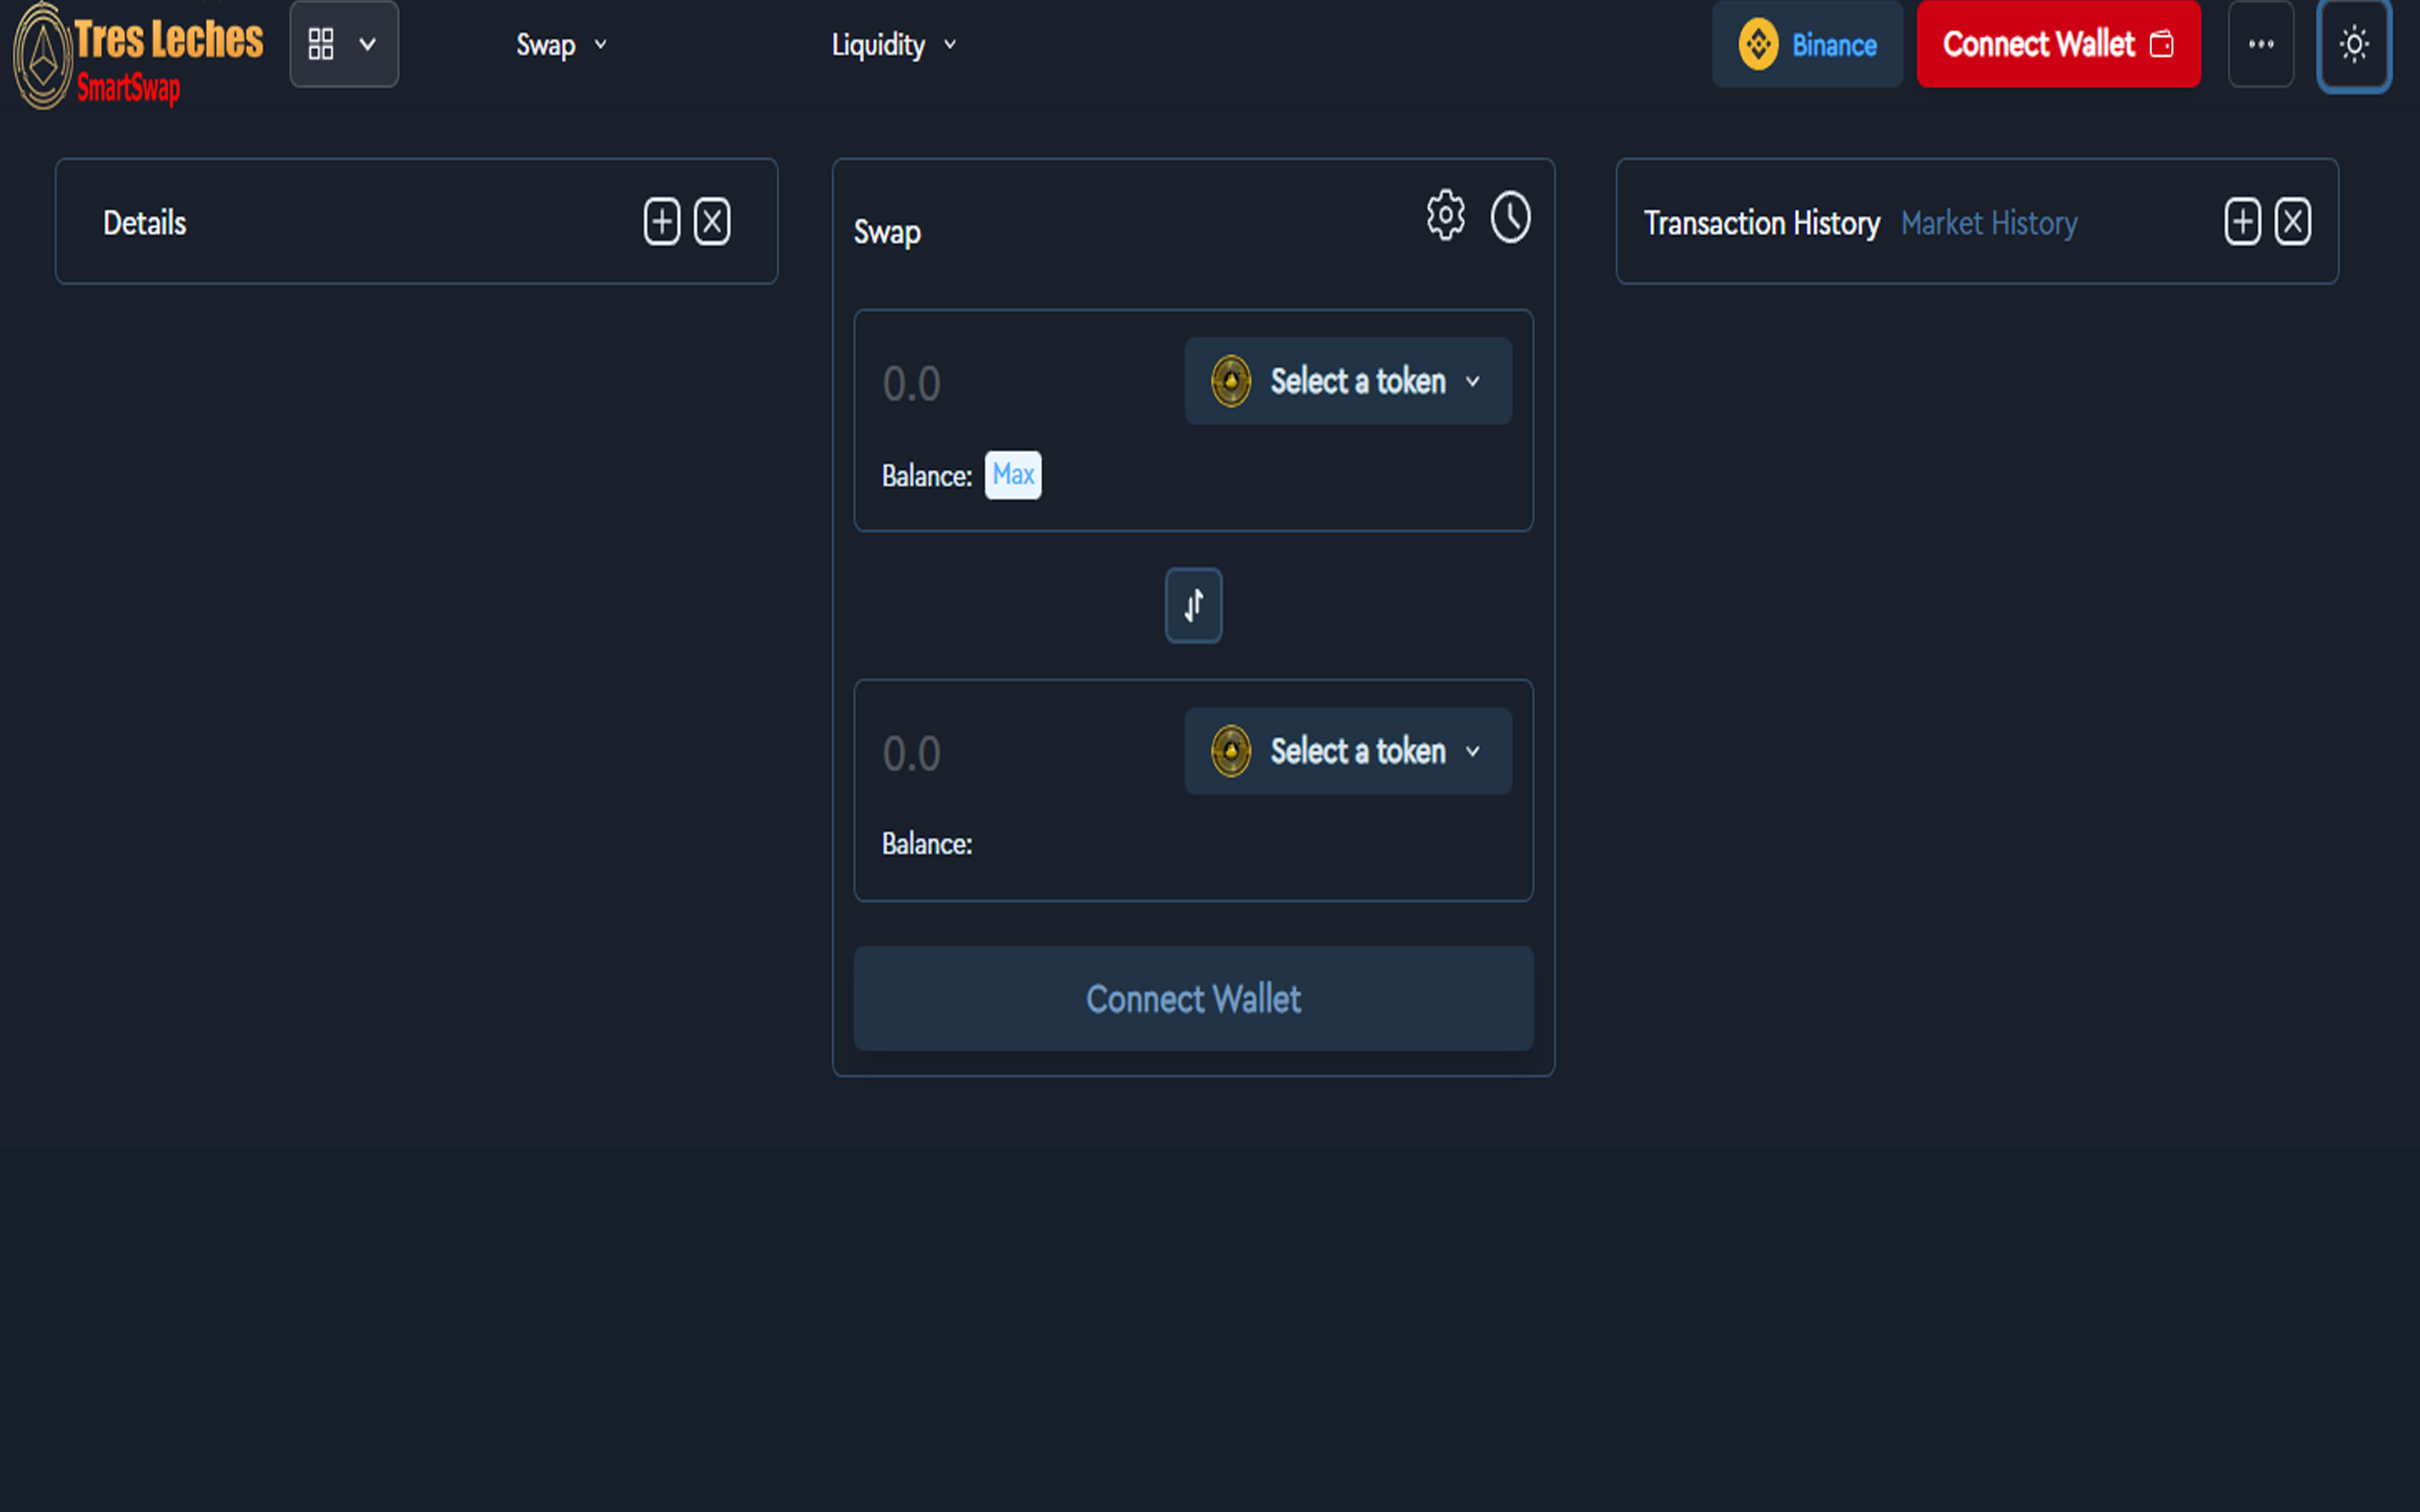 Tres Leches
SmartSwap
Swap
Liquidity
Binance
Connect Wallet
Details
Swap
0.0
Select a token
Balance: Max
0.0
Select a token
Balance:
Connect Wallet
Transaction History Market History